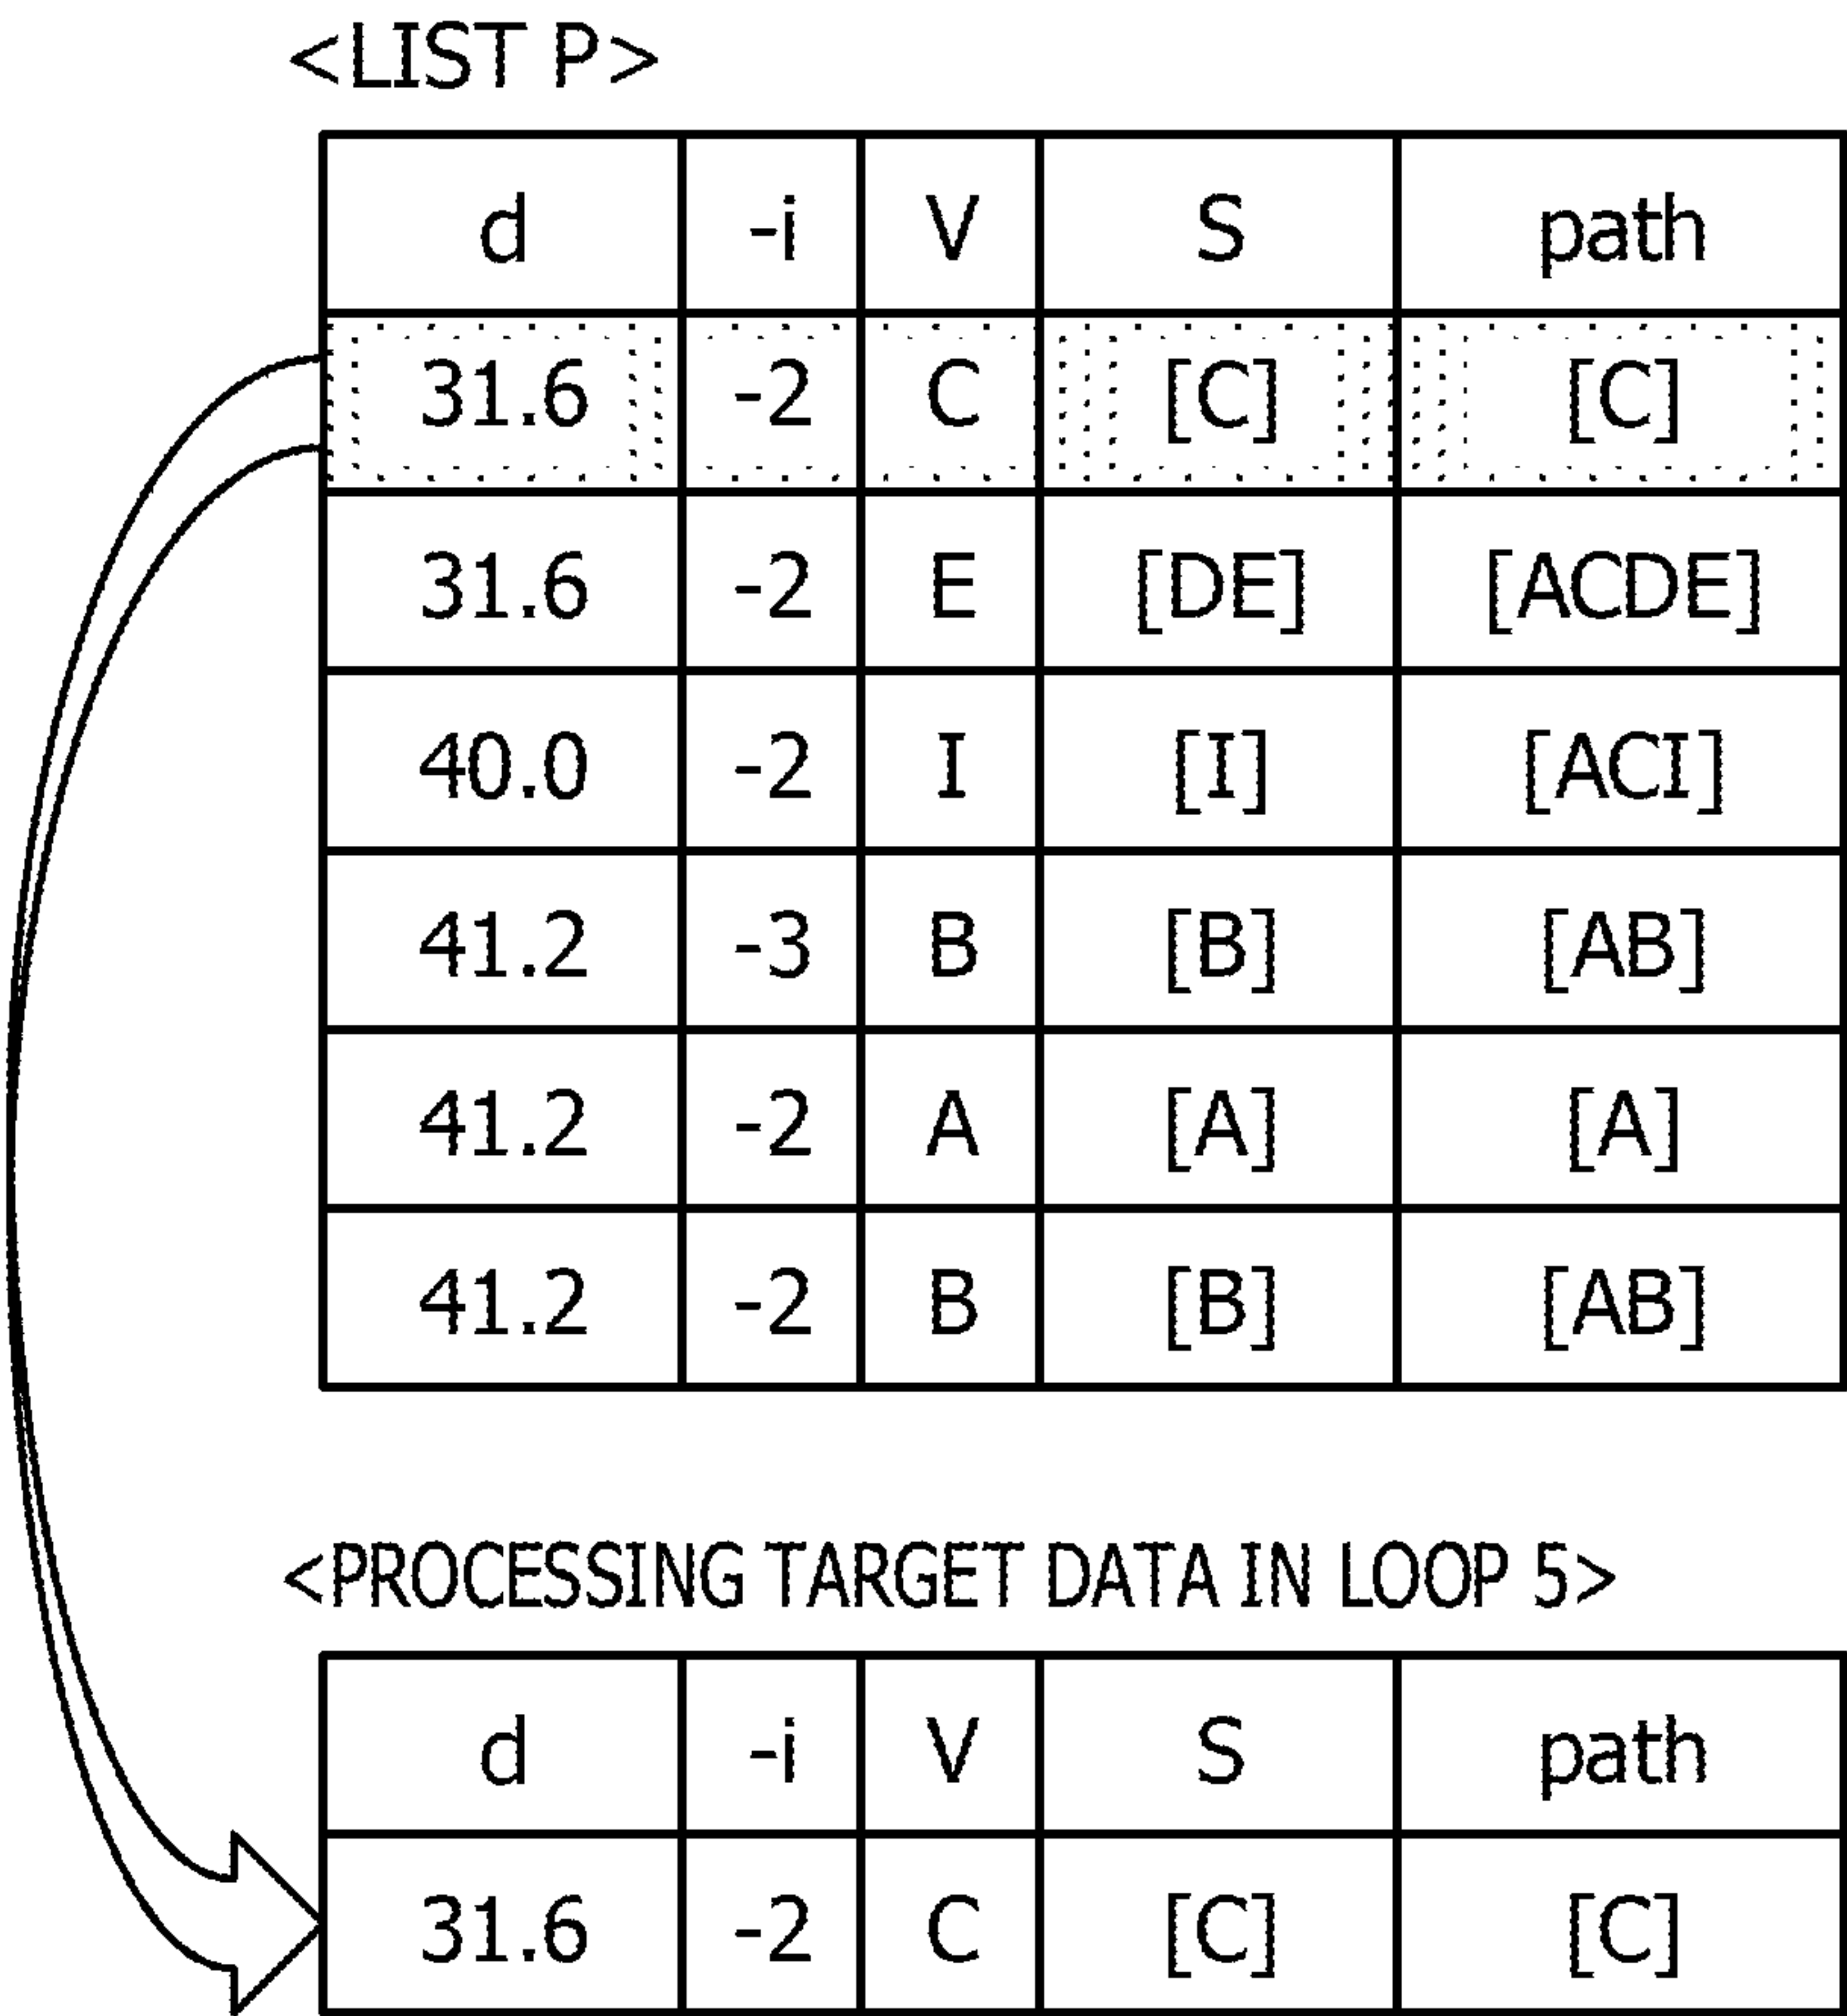 <LIST P>
d -i V S path
31.6 -2 C [C] [C]
31.6 -2 E [DE] [ACDE]
40.0 -2 I [I] [ACI]
41.2 -3 B [B] [AB]
41.2 -2 A [A] [A]
41.2 -2 B [B] [AB]
<PROCESSING TARGET DATA IN LOOP 5>
d -i V S path
31.6 -2 C [C] [C]